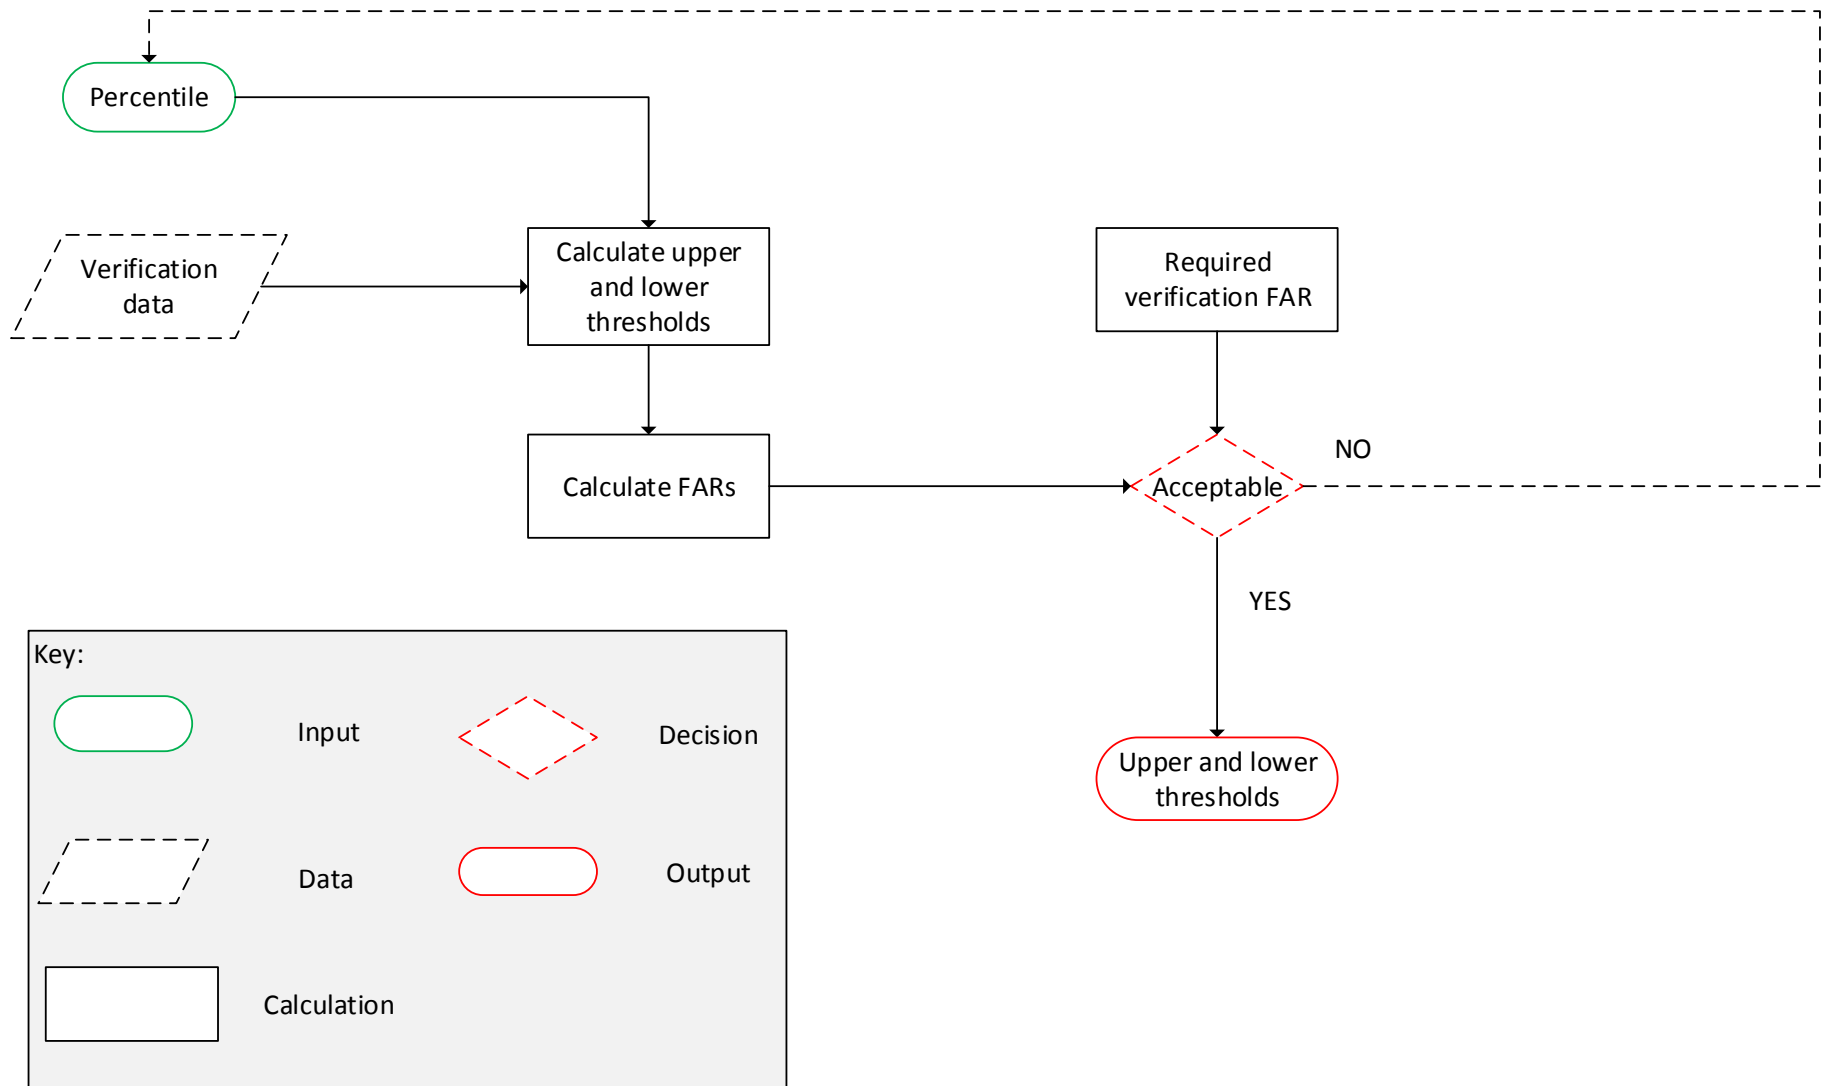 Percentile
Verification
data
Calculate upper
and lower
thresholds
Required
verification FAR
Calculate FARs
Acceptable
NO
YES
Upper and lower
thresholds
Key:
Input
Decision
Data
Output
Calculation